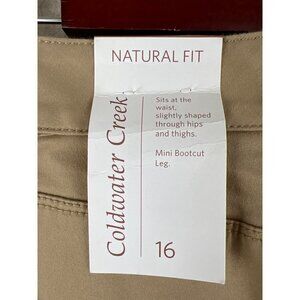 NATURAL FIT
Coldwater Creek
Sits at the
waist,
slightly shaped
through hips
and thighs.
Mini Bootcut
Leg.
16